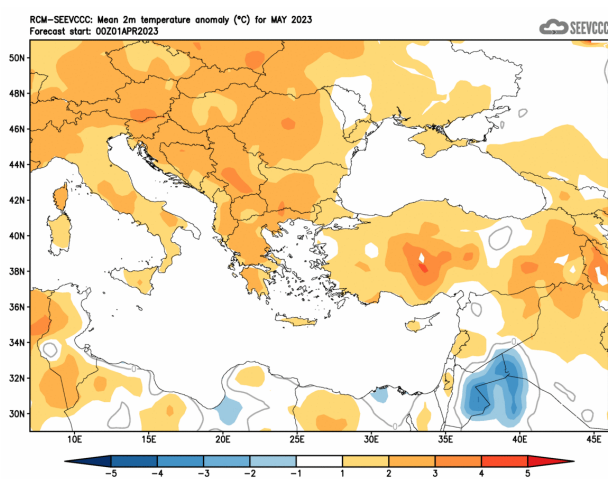 RCM-SEEVCCC: Mean 2m temperature anomaly (°C) for MAY 2023
Forecast start: 00Z01APR2023
SEEVCCC
50N
48N
46N
44N
42N
40N
38N
36N
34N
32N
30N
10E 15E 20E 25E 30E 35E 40E 45E
-5 -4 -3 -2 -1 1 2 3 4 5